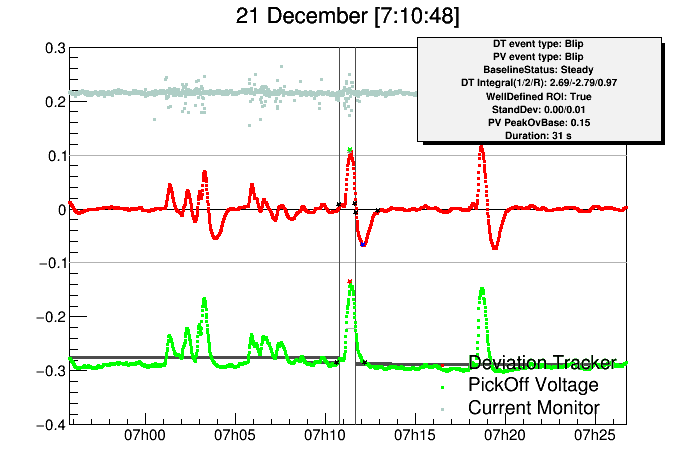 21 December [7:10:48]
DT event type: Blip
PV event type: Blip
BaselineStatus: Steady
DT Integral(1/2/R): 2.69/-2.79/0.97
WellDefined ROI: True
StandDev: 0.00/0.01
PV PeakOvBase: 0.15
Duration: 31 s
0.3
0.2
0.1
0
−0.1
−0.2
−0.3
−0.4
Deviation Tracker
PickOff Voltage
Current Monitor
07h00 07h05 07h10 07h15 07h20 07h25